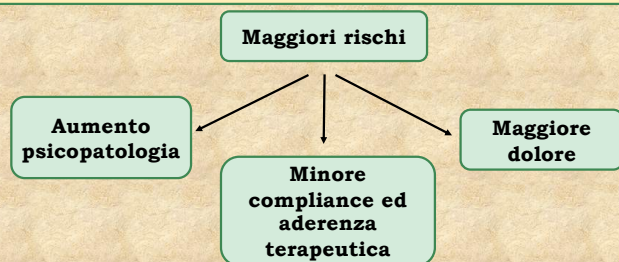 Maggiori rischi
Aumento
psicopatologia
Minore
compliance ed
aderenza
terapeutica
Maggiore
dolore